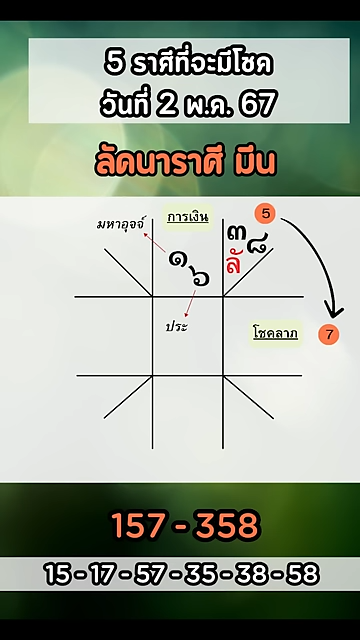 5 ราศีที่จะมีโชค
วันที่ 2 พ.ค. 67
ลัดนาราศี มีน
มหาอุจจ์
การเงิน
5
๓
๘
ลั
๑
๖
ประ
โชคลาภ
7
157 - 358
15 - 17 - 57 - 35 - 38 - 58